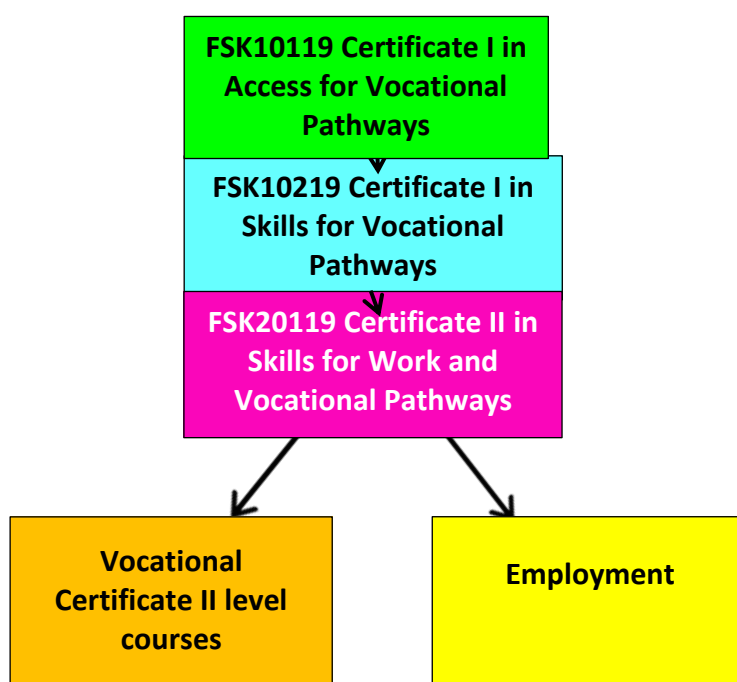 FSK10119 Certificate I in
Access for Vocational
Pathways
FSK10219 Certificate I in
Skills for Vocational
Pathways
FSK20119 Certificate II in
Skills for Work and
Vocational Pathways
Vocational
Certificate II level
courses
Employment